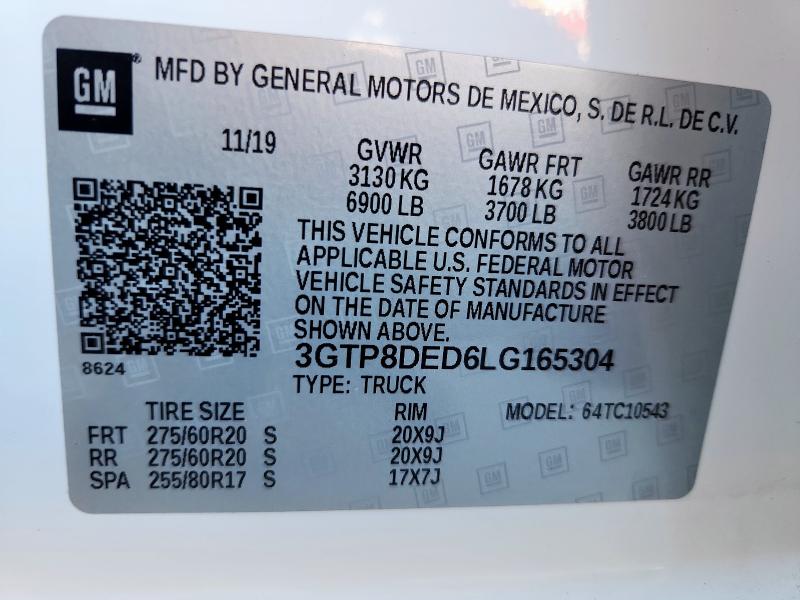 GM
MFD BY GENERAL MOTORS DE MEXICO, S. DE R.L. DE C.V.
11/19 GVWR GAWR FRT GAWR RR
3130 KG 1678 KG 1724 KG
6900 LB 3700 LB 3800 LB
THIS VEHICLE CONFORMS TO ALL
APPLICABLE U.S. FEDERAL MOTOR
VEHICLE SAFETY STANDARDS IN EFFECT
ON THE DATE OF MANUFACTURE
SHOWN ABOVE.
8624
3GTP8DED6LG165304
TYPE: TRUCK
TIRE SIZE RIM MODEL: 64TC10543
FRT 275/60R20 S 20X9J
RR 275/60R20 S 20X9J
SPA 255/80R17 S 17X7J